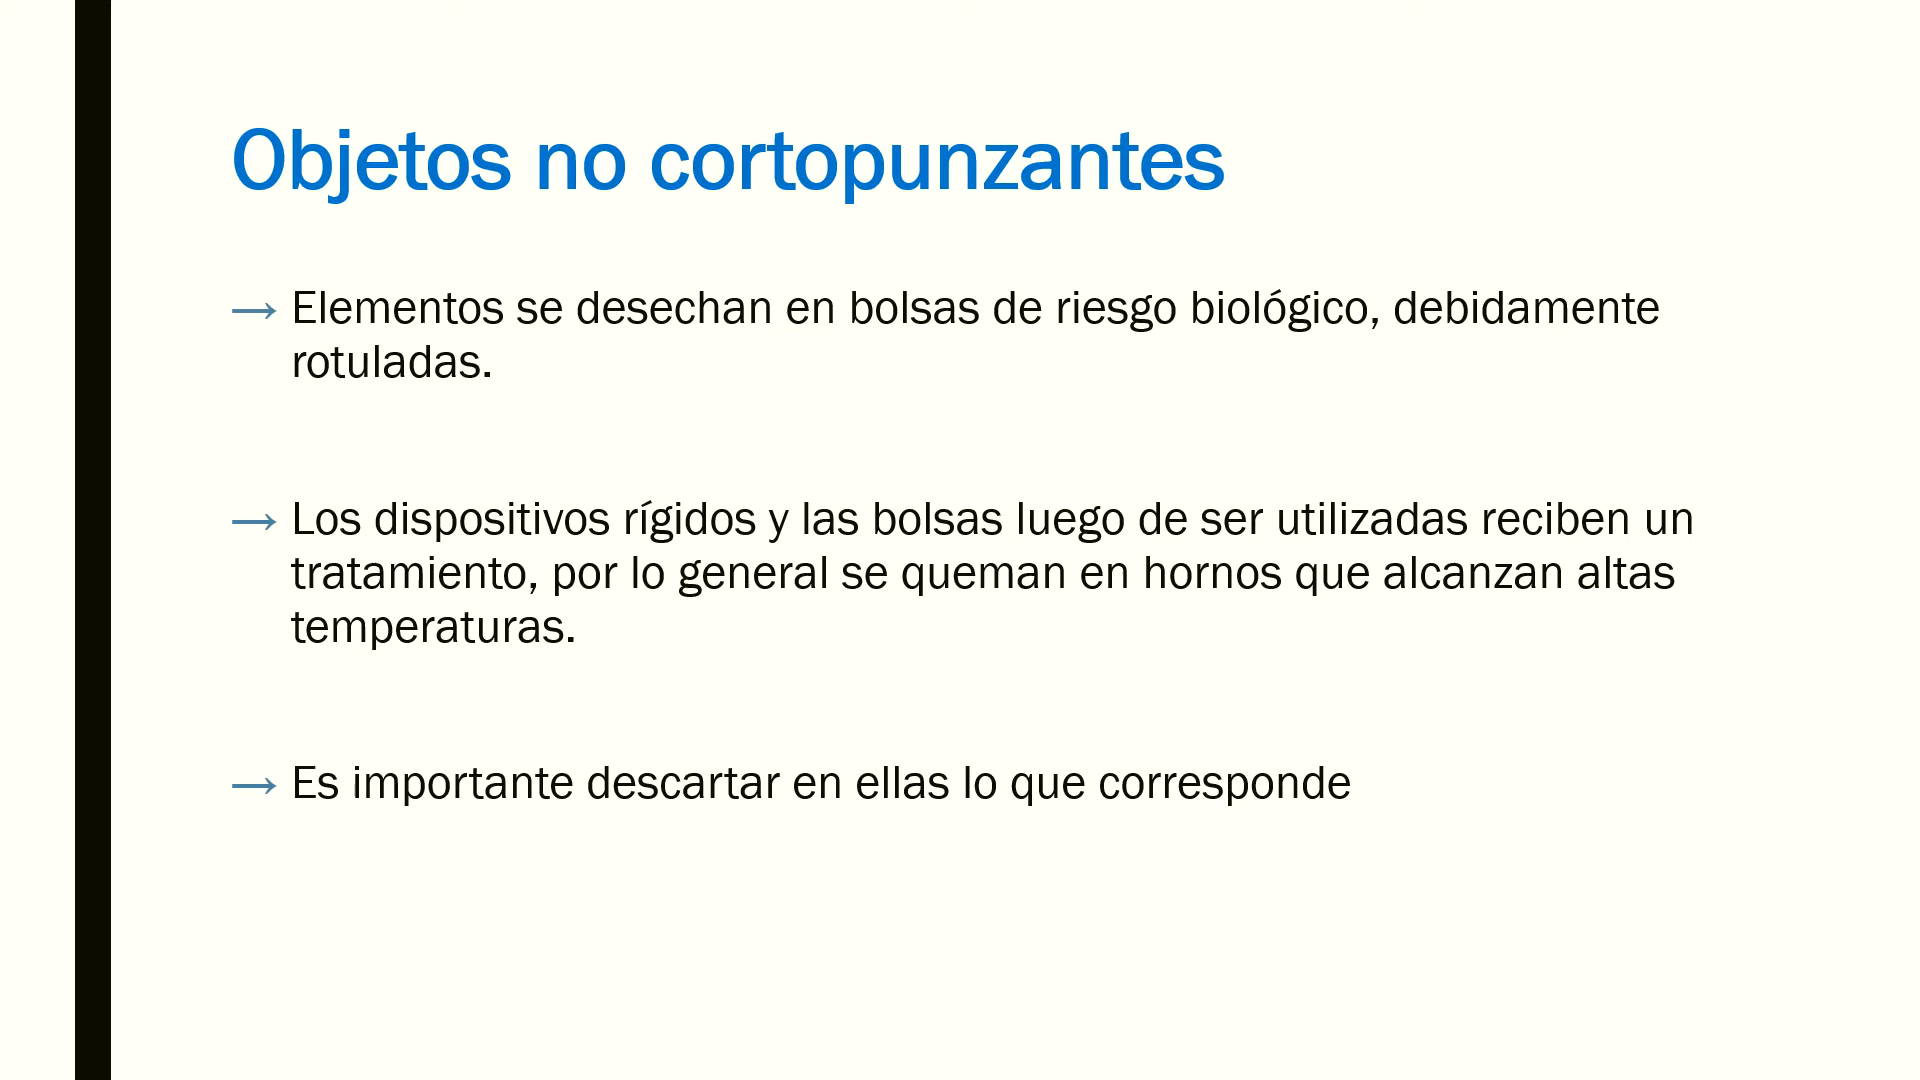 Objetos no cortopunzantes
→ Elementos se desechan en bolsas de riesgo biológico, debidamente
rotuladas.
→ Los dispositivos rígidos y las bolsas luego de ser utilizadas reciben un
tratamiento, por lo general se queman en hornos que alcanzan altas
temperaturas.
→ Es importante descartar en ellas lo que corresponde